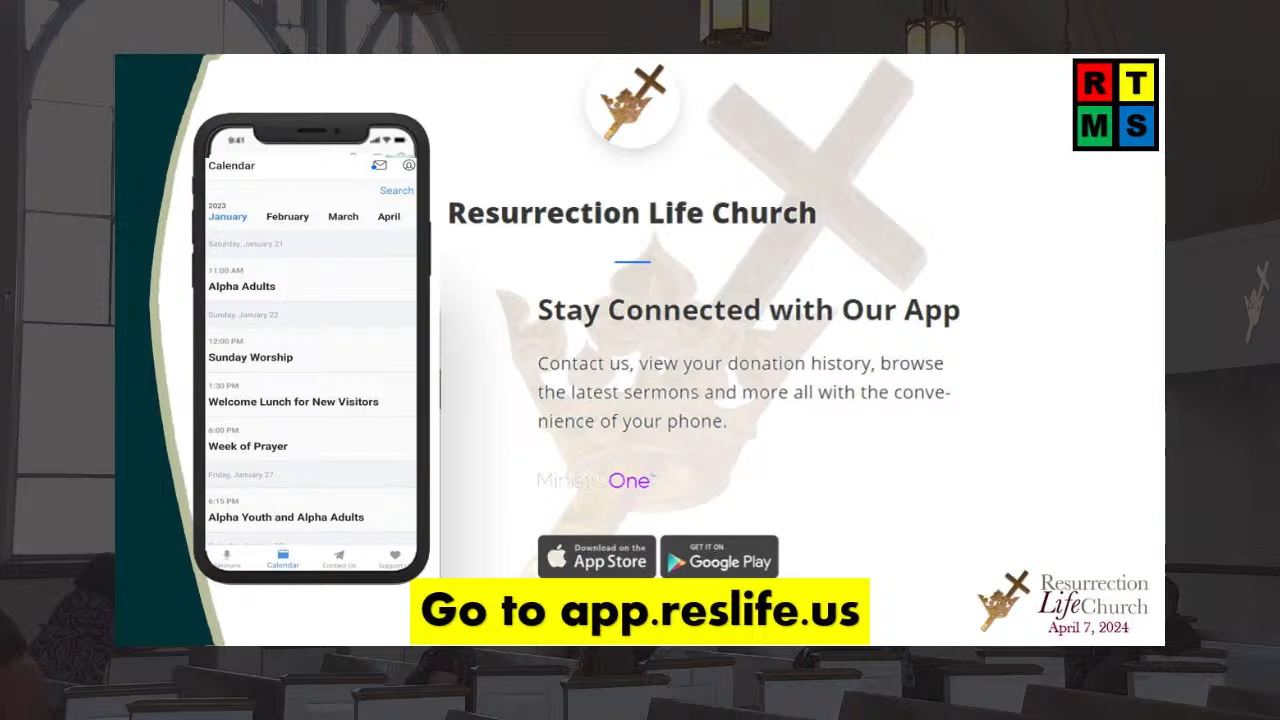 R T
M S
9:41
Calendar
Search
2023
January February March April
Saturday, January 21
11:00 AM
Alpha Adults
Sunday, January 22
12:00 PM
Sunday Worship
1:30 PM
Welcome Lunch for New Visitors
6:00 PM
Week of Prayer
Friday, January 27
6:15 PM
Alpha Youth and Alpha Adults
Calendar Contact Us Support
Resurrection Life Church
Stay Connected with Our App
Contact us, view your donation history, browse
the latest sermons and more all with the conve-
nience of your phone.
MinistryOne
Download on the
App Store
GET IT ON
Google Play
Go to app.reslife.us
Resurrection
LifeChurch
April 7, 2024